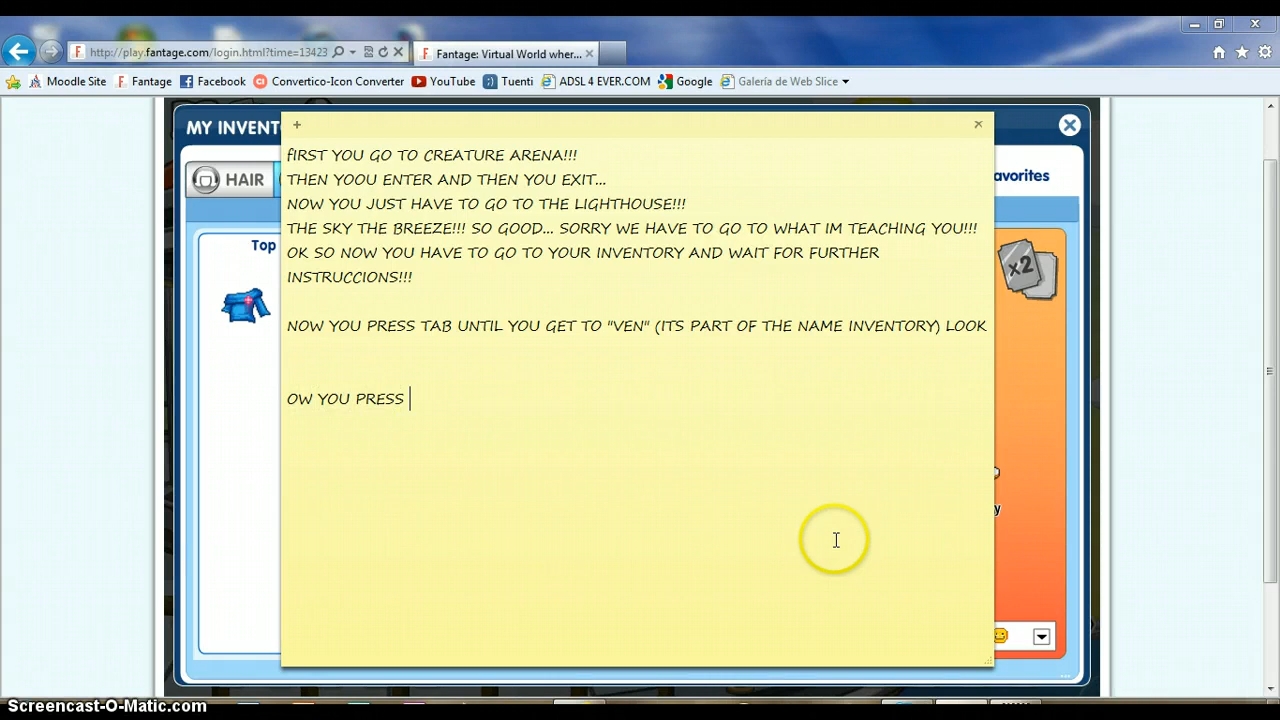 http://play.fantage.com/login.html?time=13423
Fantage: Virtual World wher...
Moodle Site
Fantage
Facebook
Convertico-Icon Converter
YouTube
Tuenti
ADSL 4 EVER.COM
Google
Galería de Web Slice
MY INVENT
HAIR
avorites
Top
x2
y
fIRST YOU GO TO CREATURE ARENA!!!
THEN YOOU ENTER AND THEN YOU EXIT...
NOW YOU JUST HAVE TO GO TO THE LIGHTHOUSE!!!
THE SKY THE BREEZE!!! SO GOOD... SORRY WE HAVE TO GO TO WHAT IM TEACHING YOU!!!
OK SO NOW YOU HAVE TO GO TO YOUR INVENTORY AND WAIT FOR FURTHER
INSTRUCCIONS!!!
NOW YOU PRESS TAB UNTIL YOU GET TO "VEN" (ITS PART OF THE NAME INVENTORY) LOOK
OW YOU PRESS
Screencast-O-Matic.com